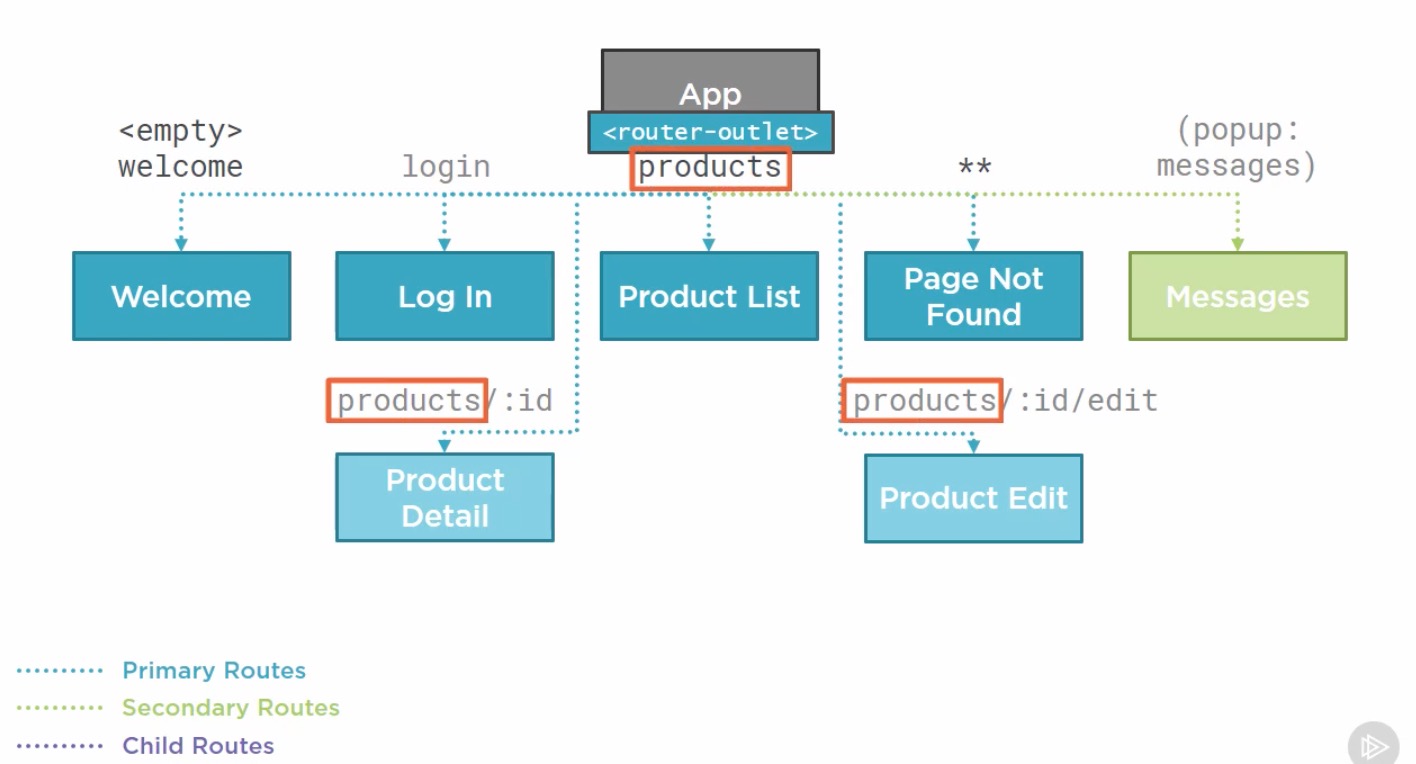 App
<router-outlet>
<empty>
welcome
login
products
**
(popup:
messages)
Welcome
Log In
Product List
Page Not
Found
Messages
products/:id
products/:id/edit
Product
Detail
Product Edit
Primary Routes
Secondary Routes
Child Routes